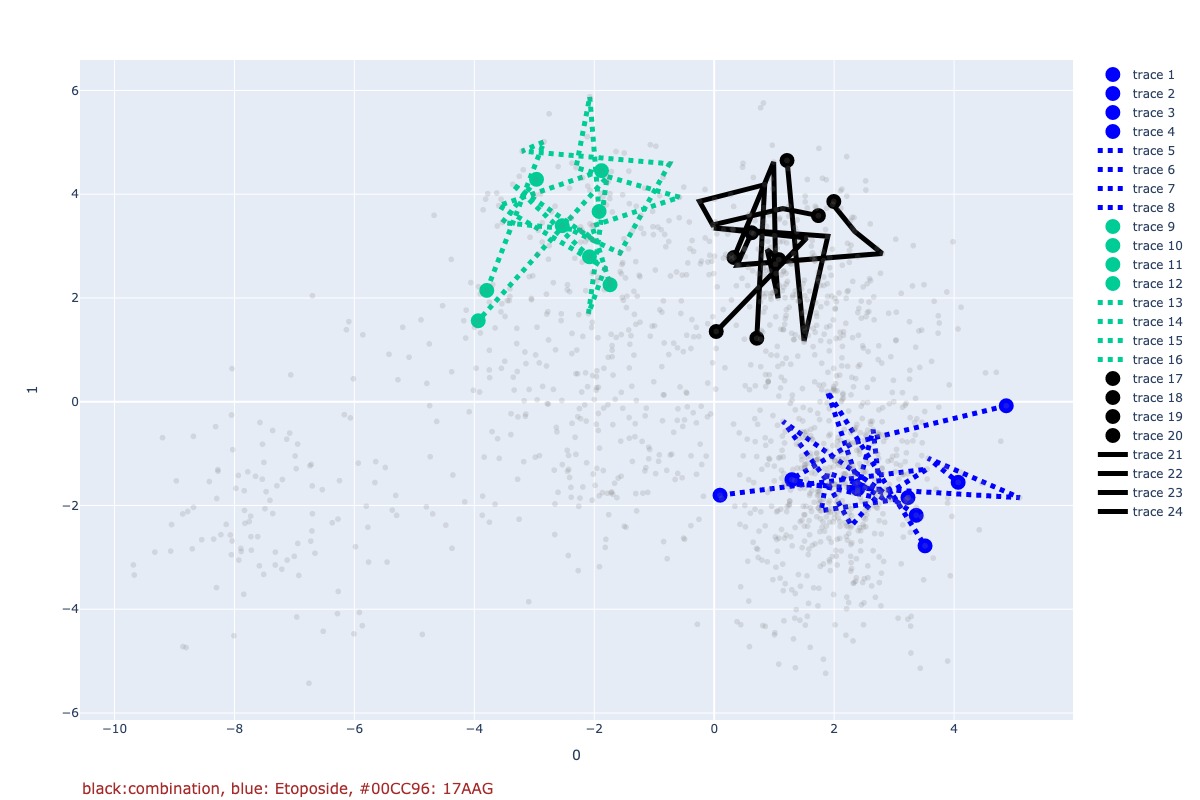 6
4
2
0
−2
−4
−6
1
−10
−8
−6
−4
−2
0
2
4
0
trace 1
trace 2
trace 3
trace 4
trace 5
trace 6
trace 7
trace 8
trace 9
trace 10
trace 11
trace 12
trace 13
trace 14
trace 15
trace 16
trace 17
trace 18
trace 19
trace 20
trace 21
trace 22
trace 23
trace 24
black:combination, blue: Etoposide, #00CC96: 17AAG